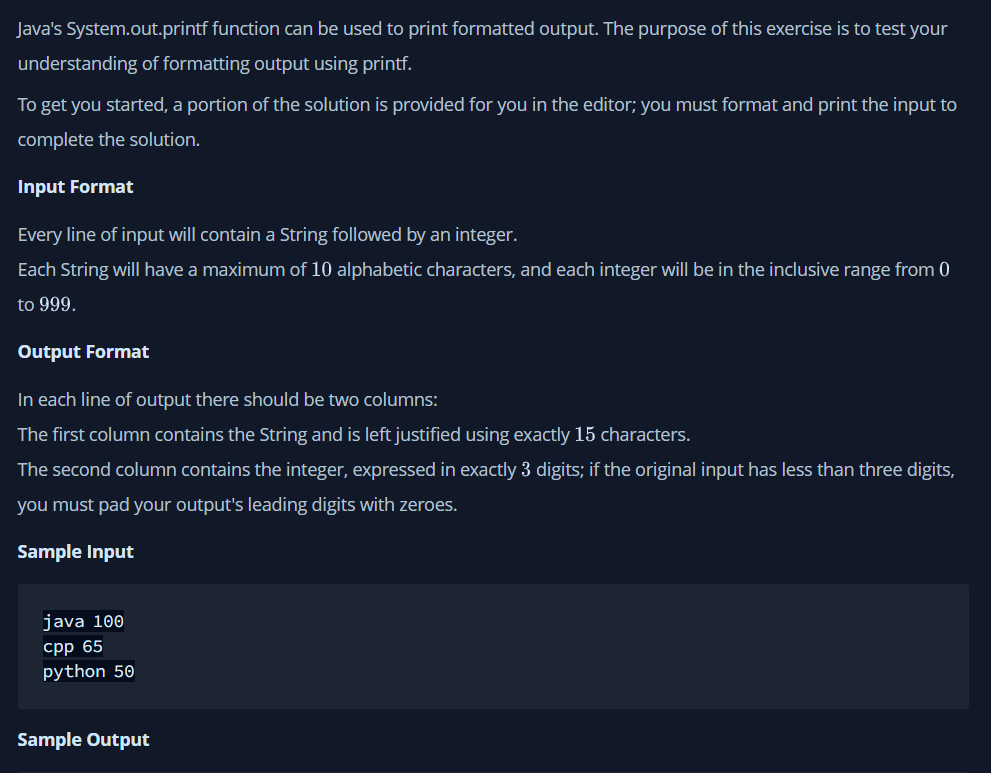 Java's System.out.printf function can be used to print formatted output. The purpose of this exercise is to test your
understanding of formatting output using printf.
To get you started, a portion of the solution is provided for you in the editor; you must format and print the input to
complete the solution.
Input Format
Every line of input will contain a String followed by an integer.
Each String will have a maximum of 10 alphabetic characters, and each integer will be in the inclusive range from 0
to 999.
Output Format
In each line of output there should be two columns:
The first column contains the String and is left justified using exactly 15 characters.
The second column contains the integer, expressed in exactly 3 digits; if the original input has less than three digits,
you must pad your output's leading digits with zeroes.
Sample Input
java 100
cpp 65
python 50
Sample Output